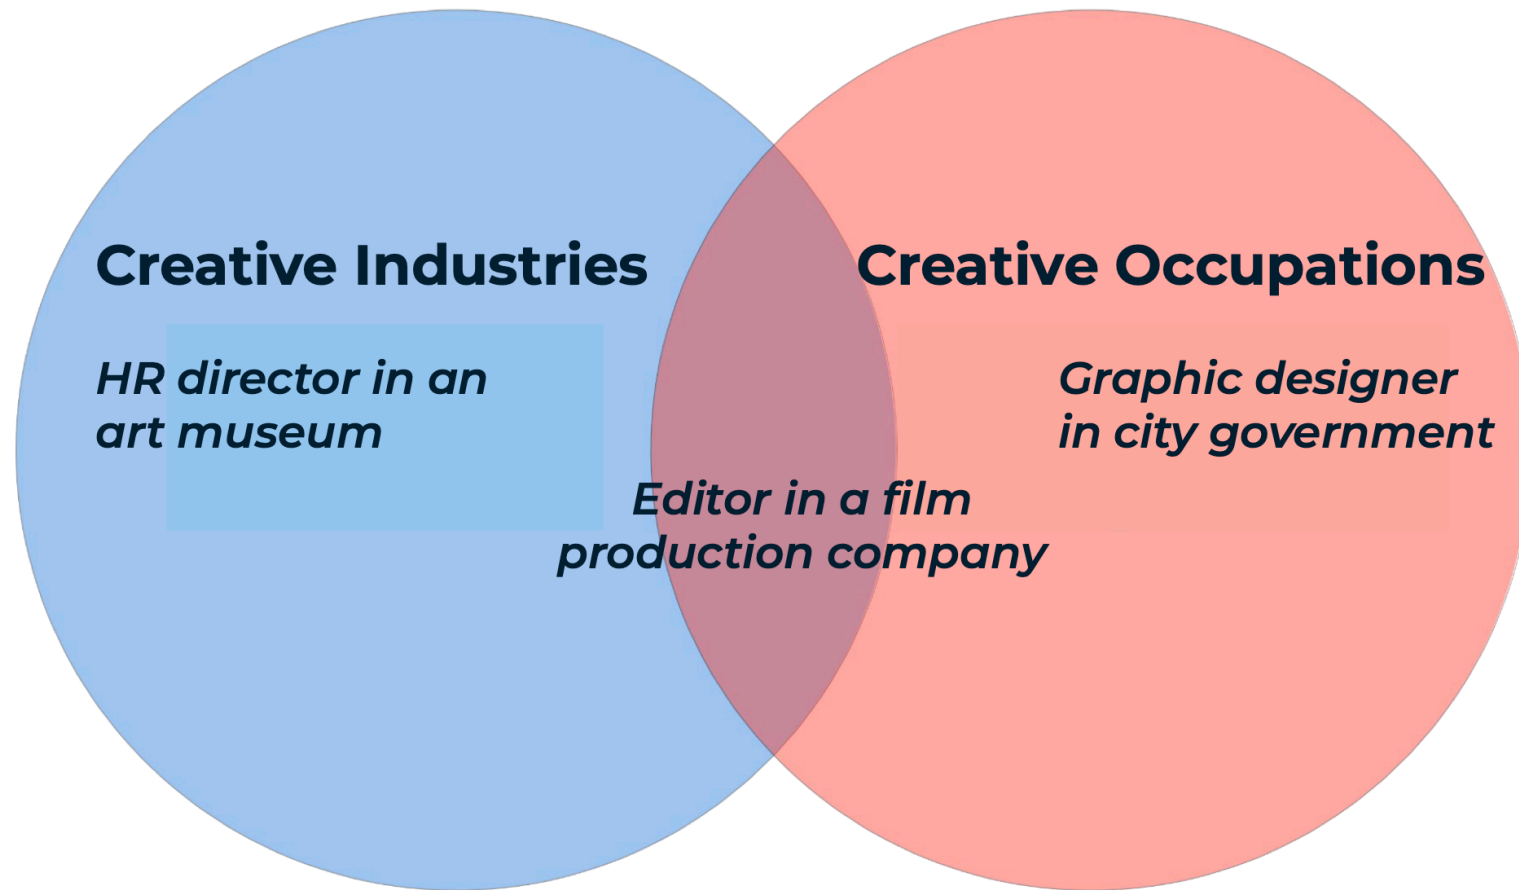 Creative Industries
HR director in an
art museum
Creative Occupations
Graphic designer
in city government
Editor in a film
production company